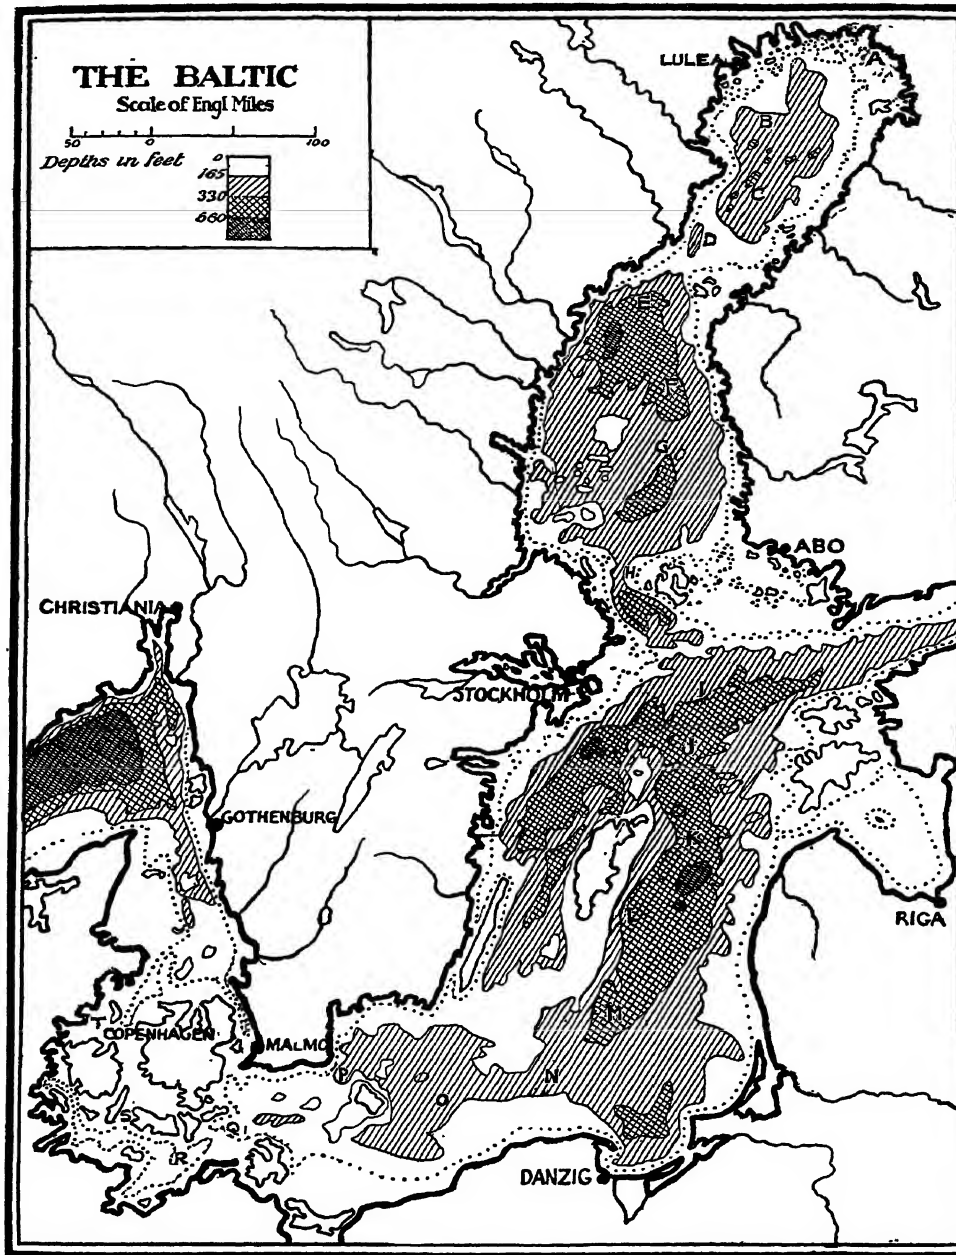 THE BALTIC
Scale of Engl Miles
50 0 100
Depths in feet
0
165
330
660
LULEA
A
B
C
D
E
F
G
ABO
H
CHRISTIANIA
STOCKHOLM
I
J
GOTHENBURG
K
L
RIGA
M
T
COPENHAGEN
MALMO
P
N
O
S
Q
R
DANZIG